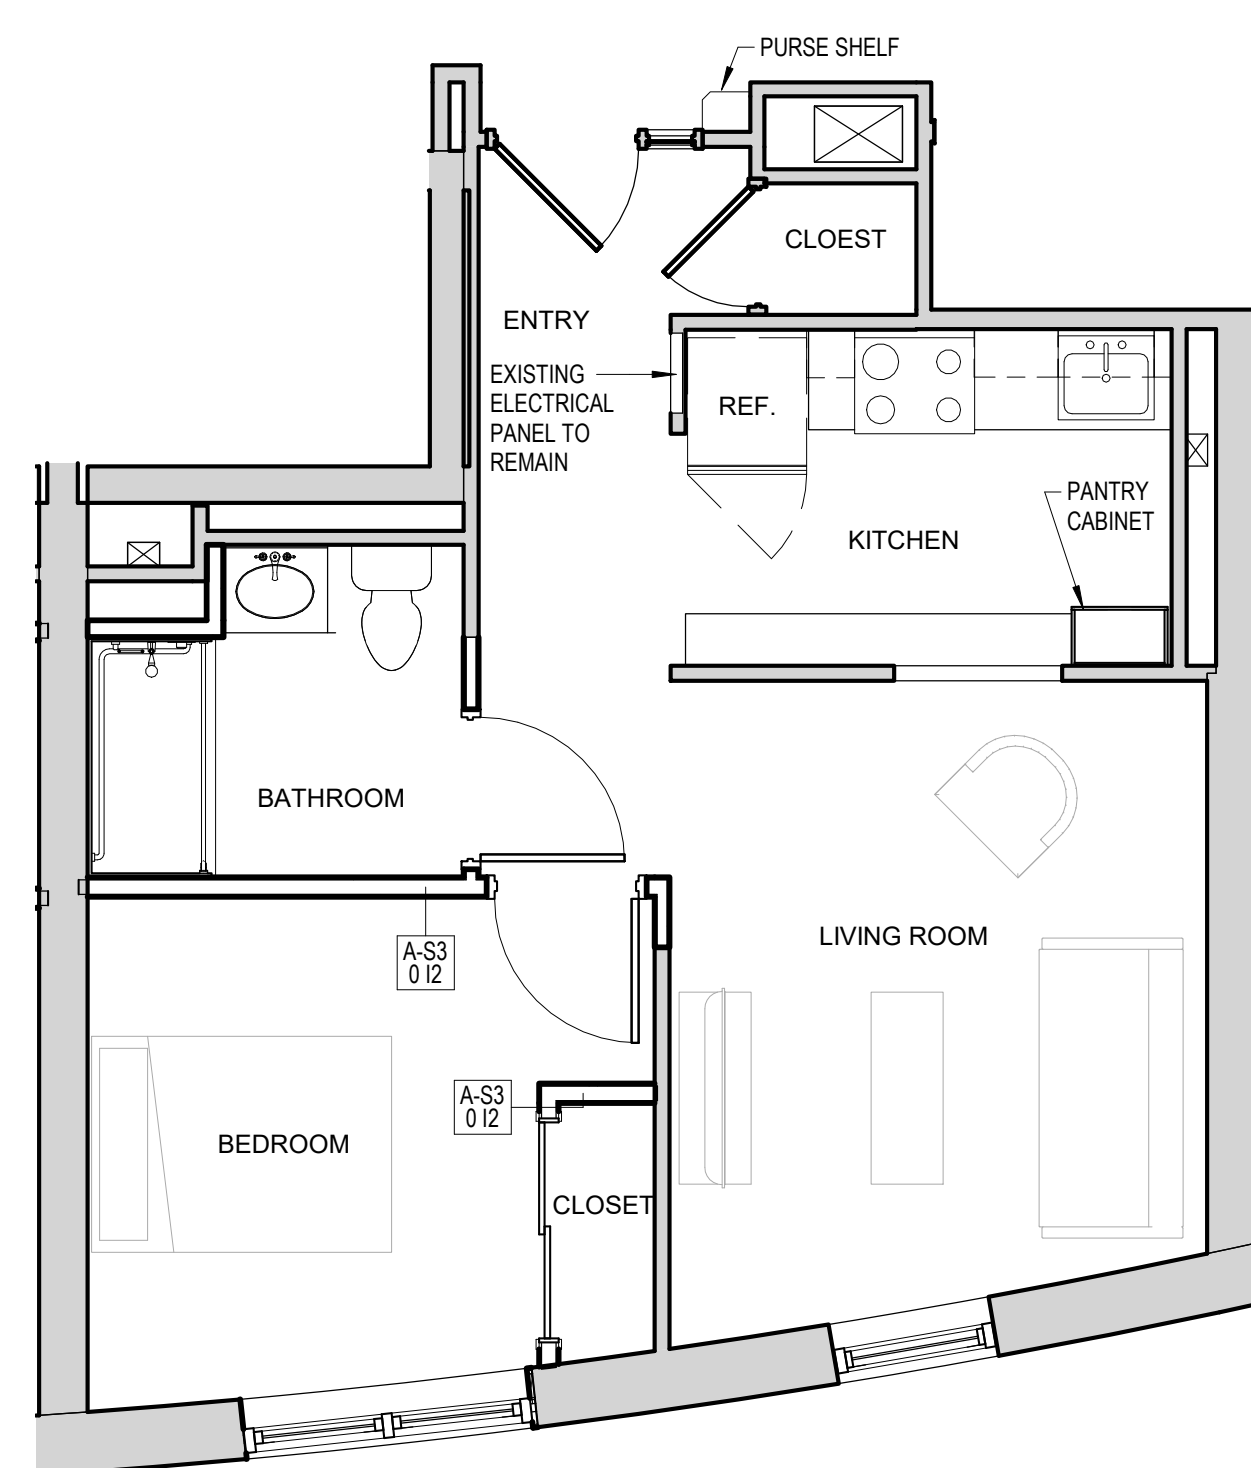 PURSE SHELF
CLOEST
ENTRY
EXISTING
ELECTRICAL
PANEL TO
REMAIN
REF.
PANTRY
CABINET
KITCHEN
BATHROOM
LIVING ROOM
A-S3
0 I2
A-S3
0 I2
BEDROOM
CLOSET